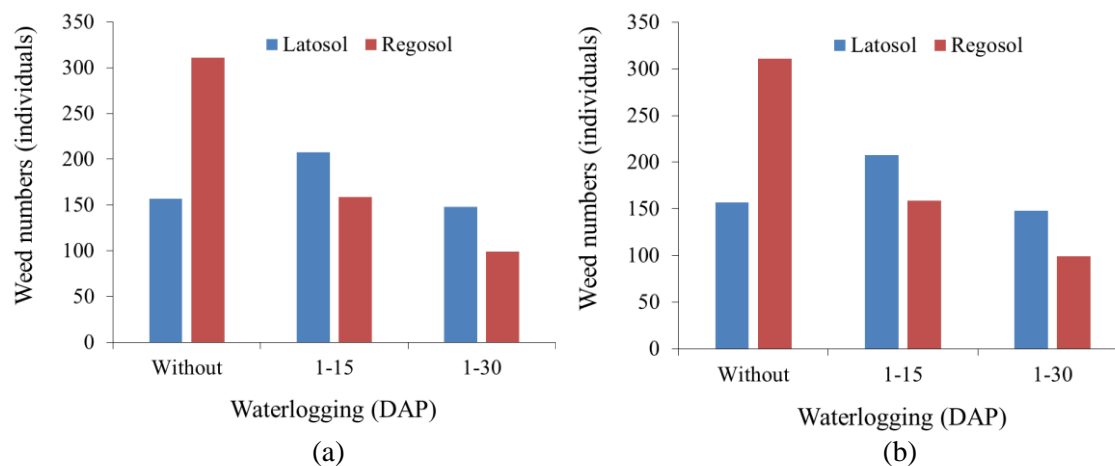 Weed numbers (individuals)
350
300
250
200
150
100
50
0
Latosol Regosol
Without 1-15 1-30
Waterlogging (DAP)
(a)
Weed numbers (individuals)
350
300
250
200
150
100
50
0
Latosol Regosol
Without 1-15 1-30
Waterlogging (DAP)
(b)